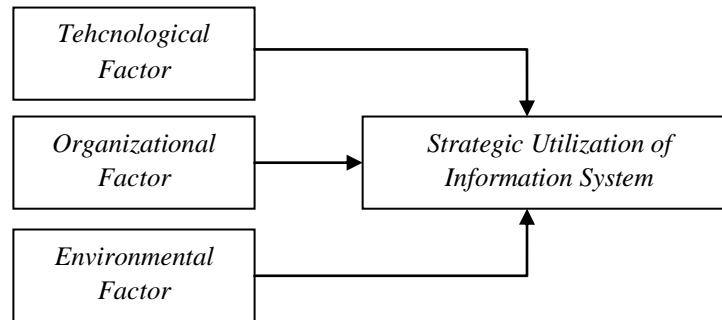 Tehcnological
Factor
Organizational
Factor
Strategic Utilization of
Information System
Environmental
Factor